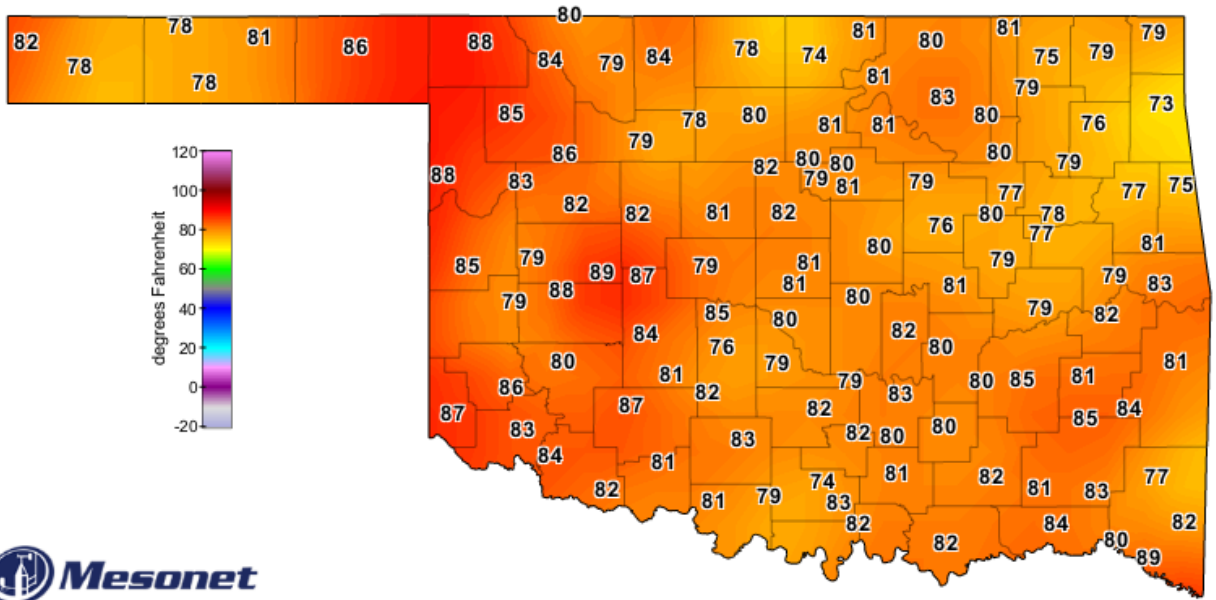 80
82 78 81 86 88 81 80 81 79
78 78 84 79 84 78 74 81 75 79
85 78 80 81 81 83 80 79 76 73
120 79 86 82 80 80 79 81 80 79
100 88 83 82 82 81 82 79 77 80 78 77 75
80 85 79 89 87 79 81 81 80 76 79 77 81
60 79 88 85 80 80 81 79 82 79 83
degrees Fahrenheit
40 84 76 79 82 80 81
20 80 81 82 79 83 80 85 81
0 87 86 87 82 85 84
-20 83 84 83 82 80 80
82 81 81 79 74 83 81 82 81 83 77
82 82 84 80 82
89
Mesonet